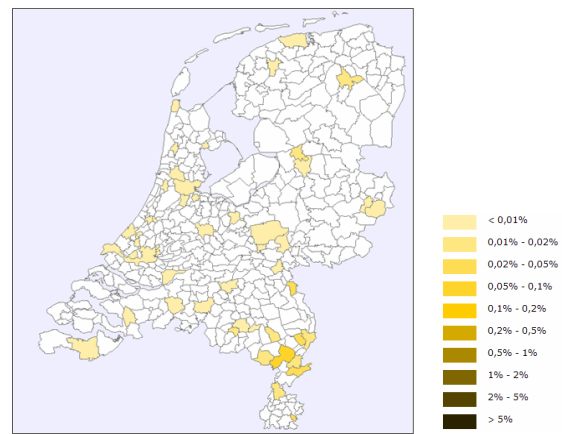 < 0,01%
0,01% - 0,02%
0,02% - 0,05%
0,05% - 0,1%
0,1% - 0,2%
0,2% - 0,5%
0,5% - 1%
1% - 2%
2% - 5%
> 5%